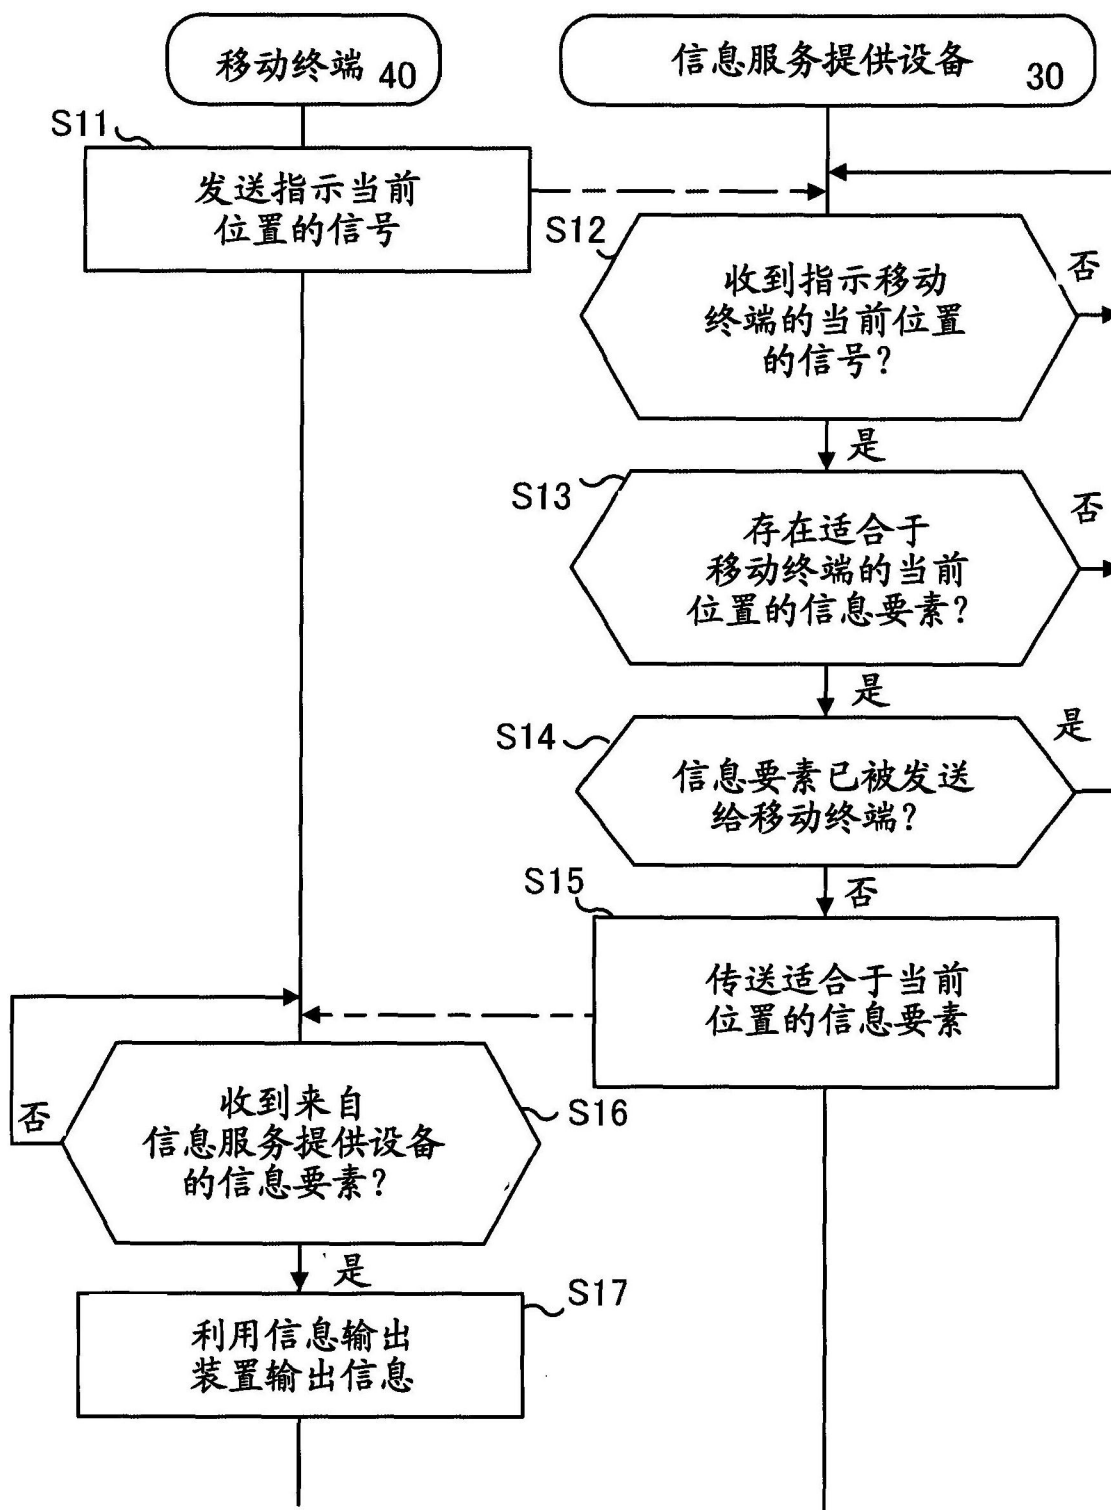 移动终端 40
信息服务提供设备 30
S11
发送指示当前
位置的信号
S12
收到指示移动
终端的当前位置
的信号?
否
是
S13
存在适合于
移动终端的当前
位置的信息要素?
否
是
S14
信息要素已被发送
给移动终端?
是
否
S15
传送适合于当前
位置的信息要素
收到来自
信息服务提供设备
的信息要素?
S16
否
是
S17
利用信息输出
装置输出信息